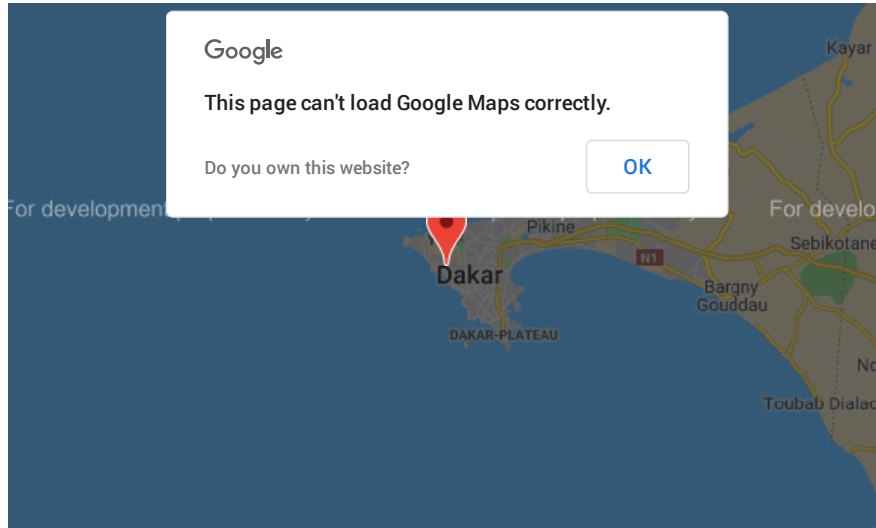 Google
This page can't load Google Maps correctly.
Do you own this website?
OK
Kayar
For development
For develo
Pikine
Sebikotane
N1
Dakar
Bargny
Gouddau
DAKAR-PLATEAU
Toubab Dialac